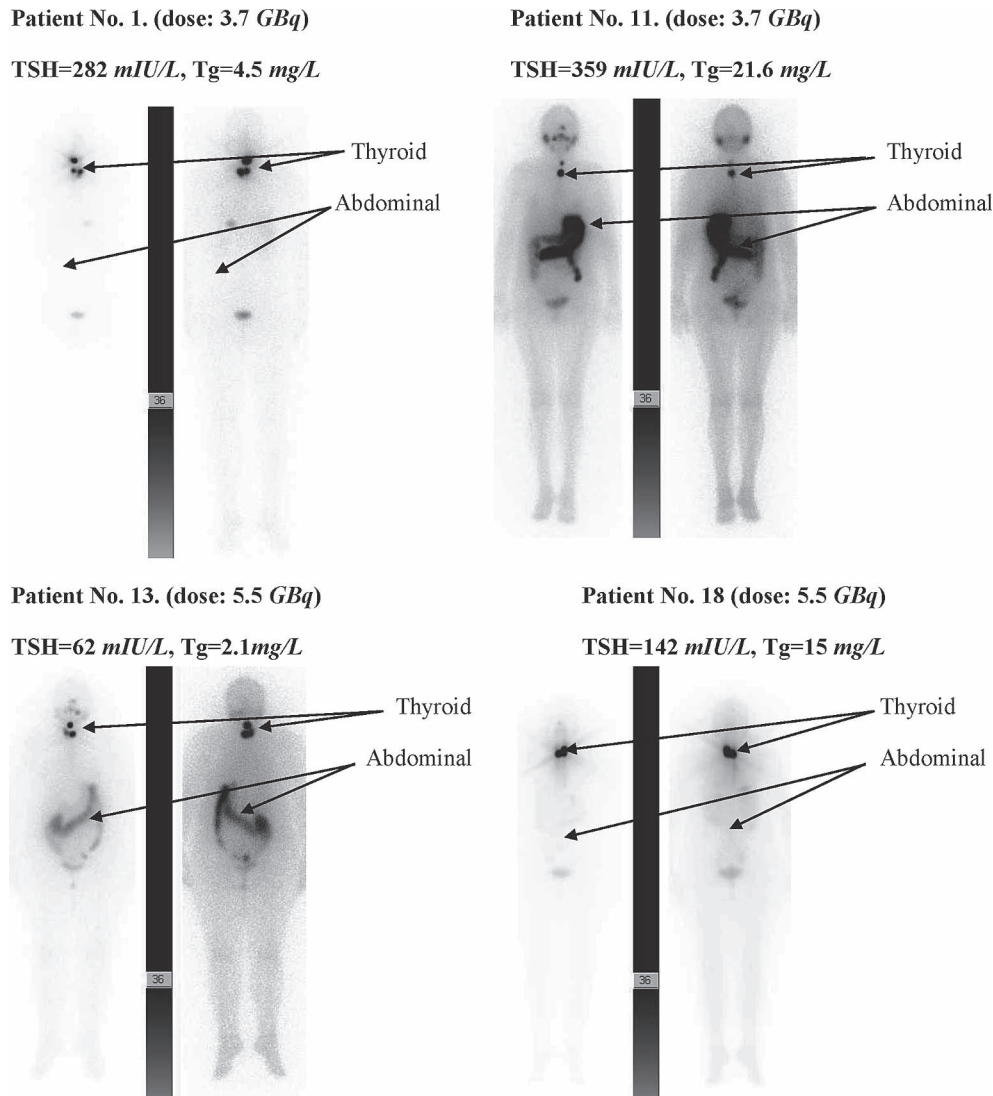 Patient No. 1. (dose: 3.7 GBq)
TSH=282 mIU/L, Tg=4.5 mg/L
Thyroid
Abdominal
36
Patient No. 11. (dose: 3.7 GBq)
TSH=359 mIU/L, Tg=21.6 mg/L
Thyroid
Abdominal
36
Patient No. 13. (dose: 5.5 GBq)
TSH=62 mIU/L, Tg=2.1mg/L
Thyroid
Abdominal
36
Patient No. 18 (dose: 5.5 GBq)
TSH=142 mIU/L, Tg=15 mg/L
Thyroid
Abdominal
36